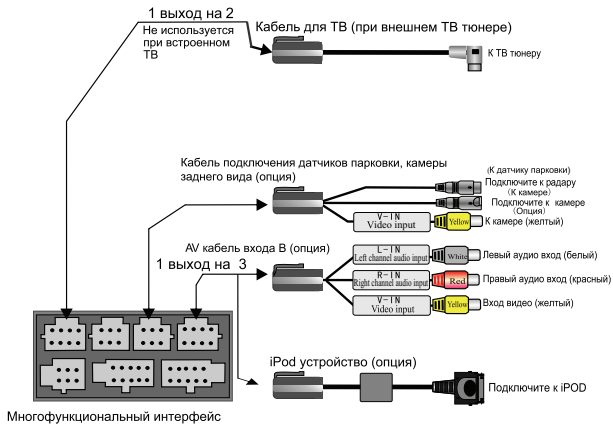 1 выход на 2
Не используется
при встроенном
ТВ
Кабель для ТВ (при внешнем ТВ тюнере)
К ТВ тюнеру
Кабель подключения датчиков парковки, камеры
заднего вида (опция)
(К датчику парковки)
Подключите к радару
(К камере)
Подключите к камере
(Опция)
V-IN
Video input
Yellow
К камере (желтый)
AV кабель входа B (опция)
1 выход на 3
L-IN
Left channel audio input
White
Левый аудио вход (белый)
R-IN
Right channel audio input
Red
Правый аудио вход (красный)
V-IN
Video input
Yellow
Вход видео (желтый)
iPod устройство (опция)
Подключите к iPOD
Многофункциональный интерфейс